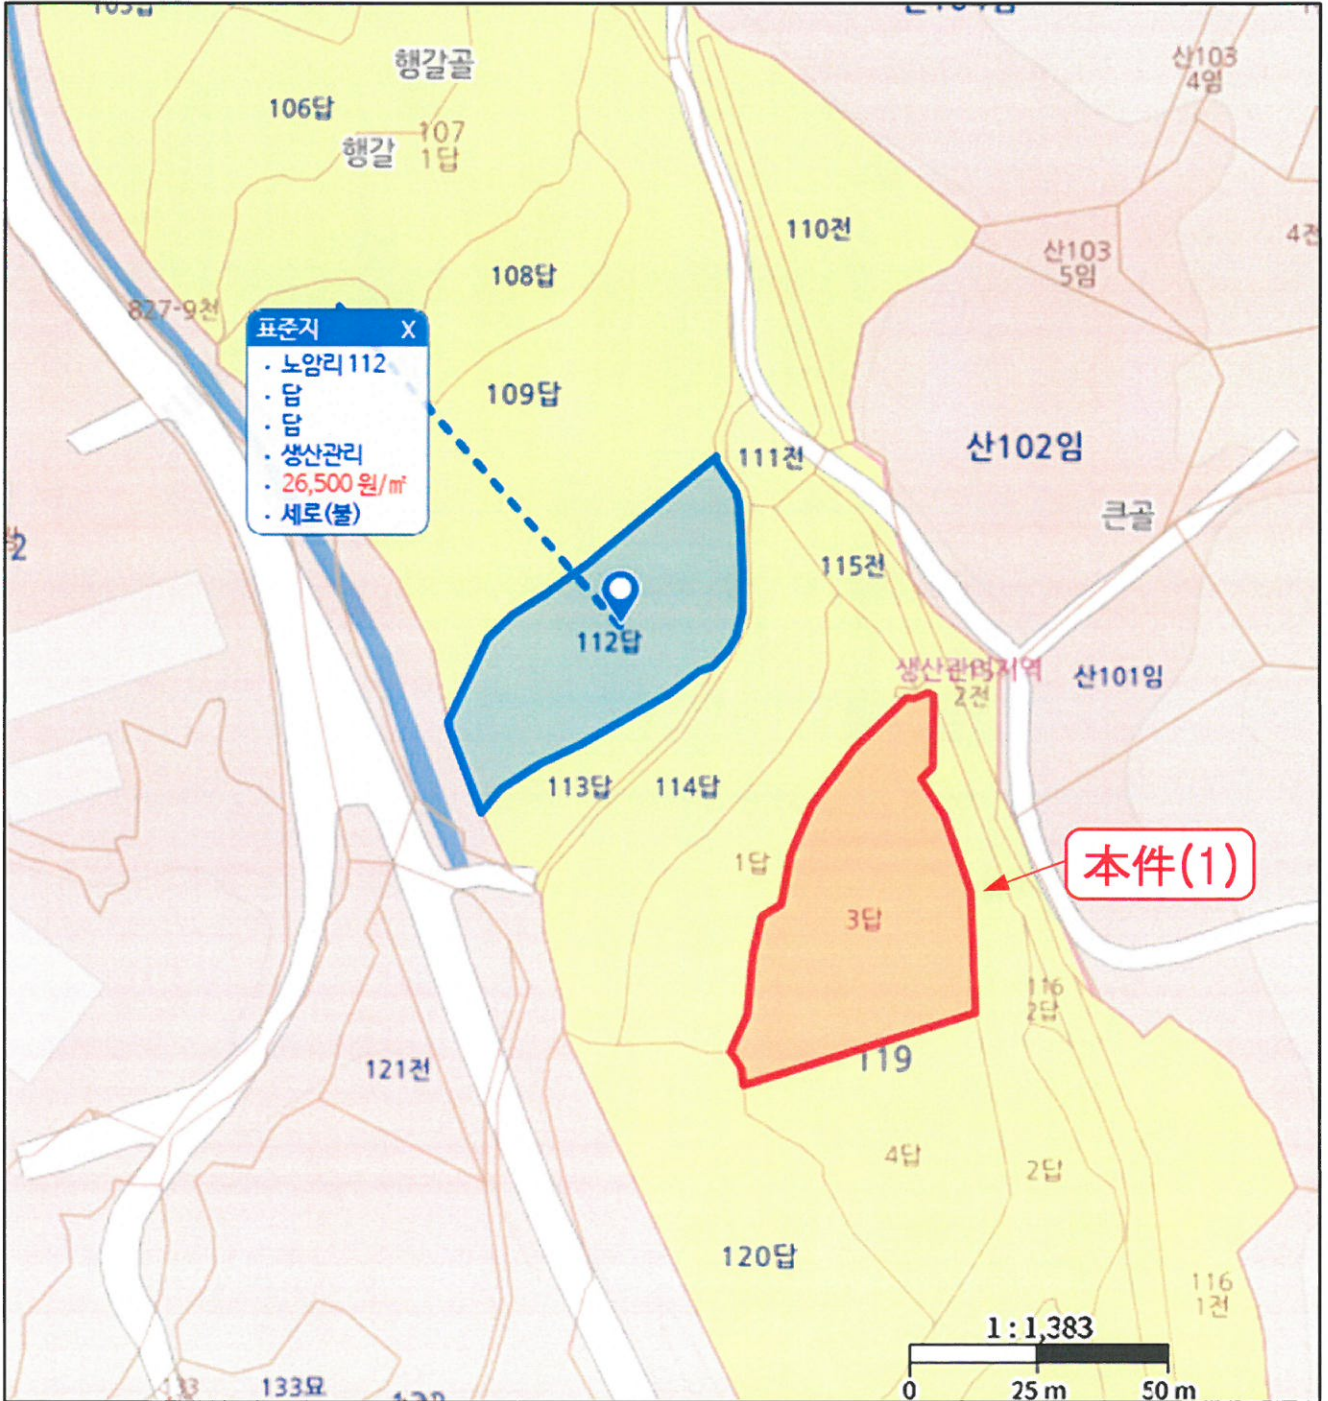 행갈골
산103
4임
106답
107
1답
행갈
110전
산103
5임
108답
827-9천
표준지 X
· 노암리 112
· 답
· 답
· 생산관리
· 26,500 원/㎡
· 세로(불)
109답
111전
산102임
큰골
115전
112답
생산관리지역
2전
산101임
113답
114답
1답
本件(1)
3답
116
2답
119
121전
4답
2답
120답
116
1전
1 : 1,383
133묘
0 25 m 50 m